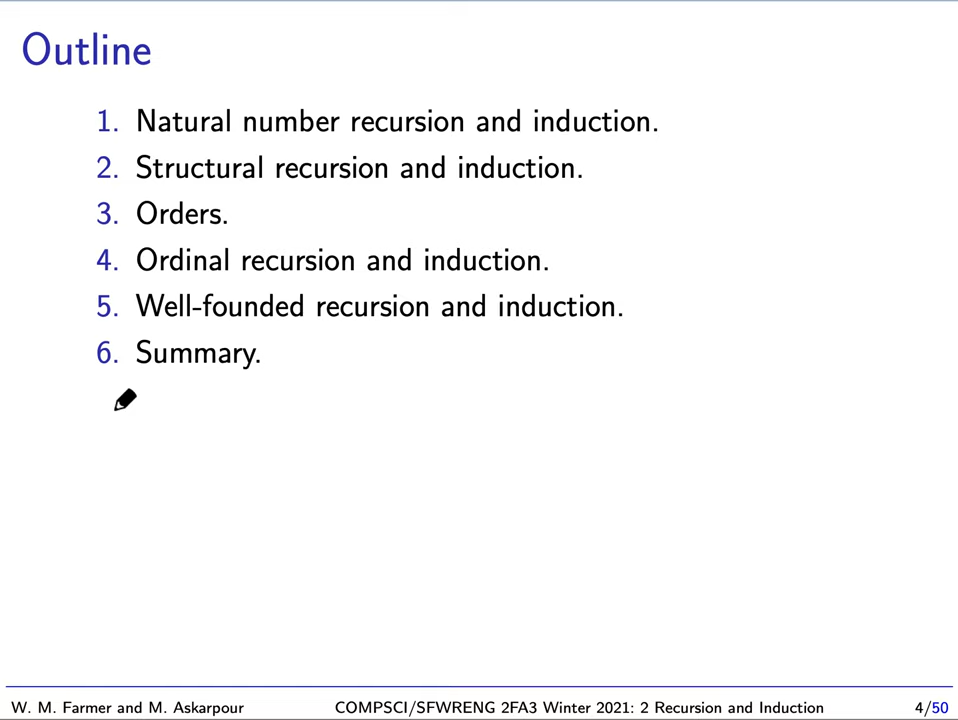 Outline
1. Natural number recursion and induction.
2. Structural recursion and induction.
3. Orders.
4. Ordinal recursion and induction.
5. Well-founded recursion and induction.
6. Summary.
W. M. Farmer and M. Askarpour COMPSCI/SFWRENG 2FA3 Winter 2021: 2 Recursion and Induction 4/50